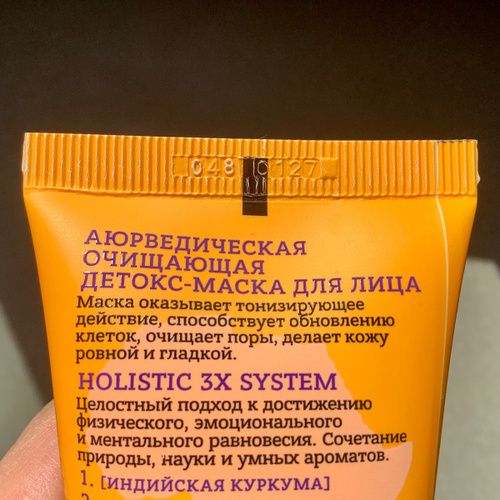 048 0127
АЮРВЕДИЧЕСКАЯ
ОЧИЩАЮЩАЯ
ДЕТОКС-МАСКА ДЛЯ ЛИЦА
Маска оказывает тонизирующее
действие, способствует обновлению
клеток, очищает поры, делает кожу
ровной и гладкой.
HOLISTIC 3X SYSTEM
Целостный подход к достижению
физического, эмоционального
и ментального равновесия. Сочетание
природы, науки и умных ароматов.
1. [ИНДИЙСКАЯ КУРКУМА]